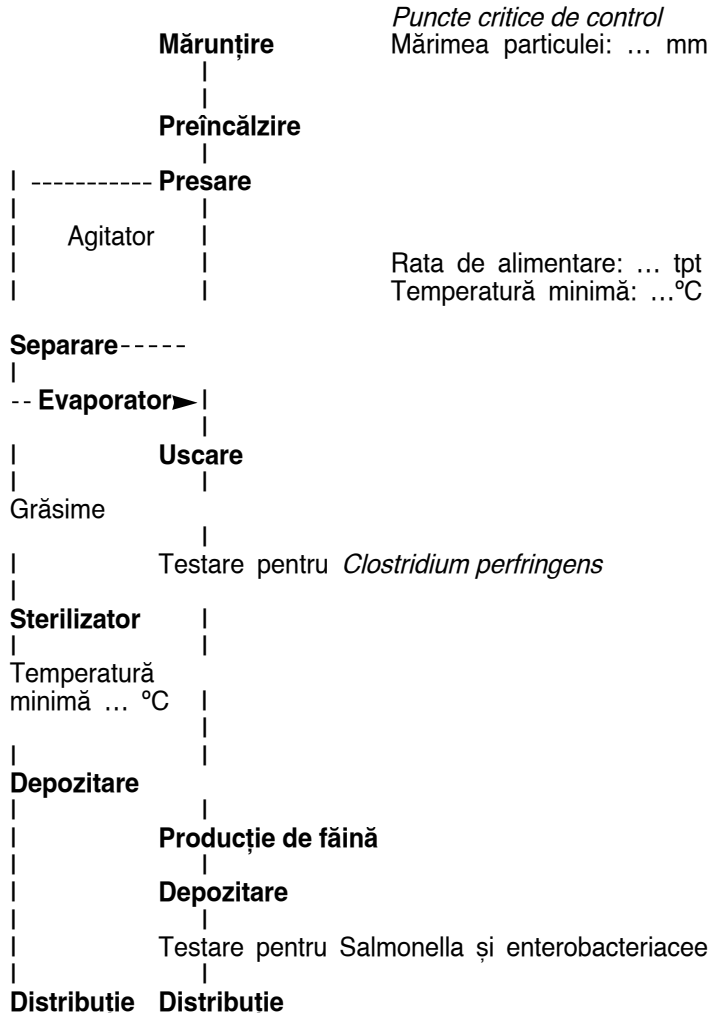 Puncte critice de control
Mărunțire Mărimea particulei: … mm
Preîncălzire
Presare
Agitator
Rata de alimentare: … tpt
Temperatură minimă: …ºC
Separare
Evaporator
Uscare
Grăsime
Testare pentru Clostridium perfringens
Sterilizator
Temperatură
minimă … ºC
Depozitare
Producție de făină
Depozitare
Testare pentru Salmonella și enterobacteriacee
Distribuție Distribuție